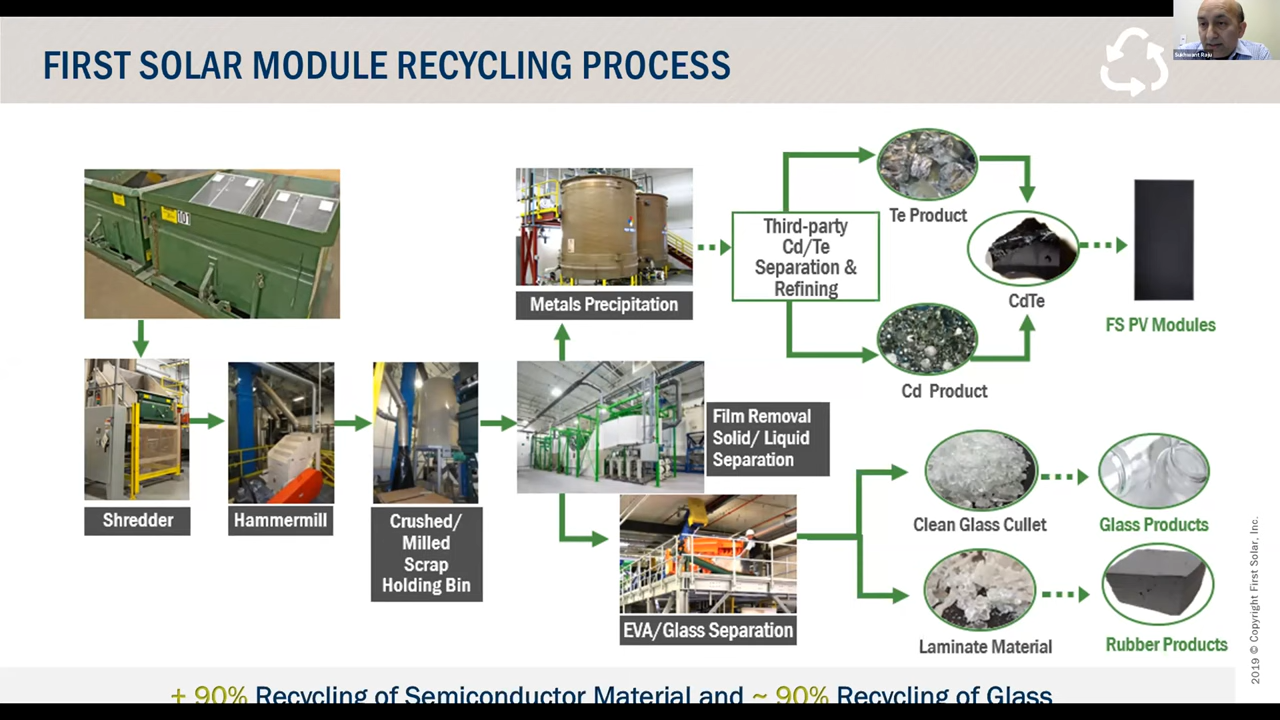 FIRST SOLAR MODULE RECYCLING PROCESS
Sukhwant Raju
101
Te Product
Third-party
Cd/Te
Separation &
Refining
Metals Precipitation
CdTe
FS PV Modules
Cd Product
Film Removal
Solid/ Liquid
Separation
Shredder
Hammermill
Crushed/
Milled
Scrap
Holding Bin
Clean Glass Cullet
Glass Products
EVA/Glass Separation
Laminate Material
Rubber Products
2019 © Copyright First Solar, Inc.
+ 90% Recycling of Semiconductor Material and ~ 90% Recycling of Glass